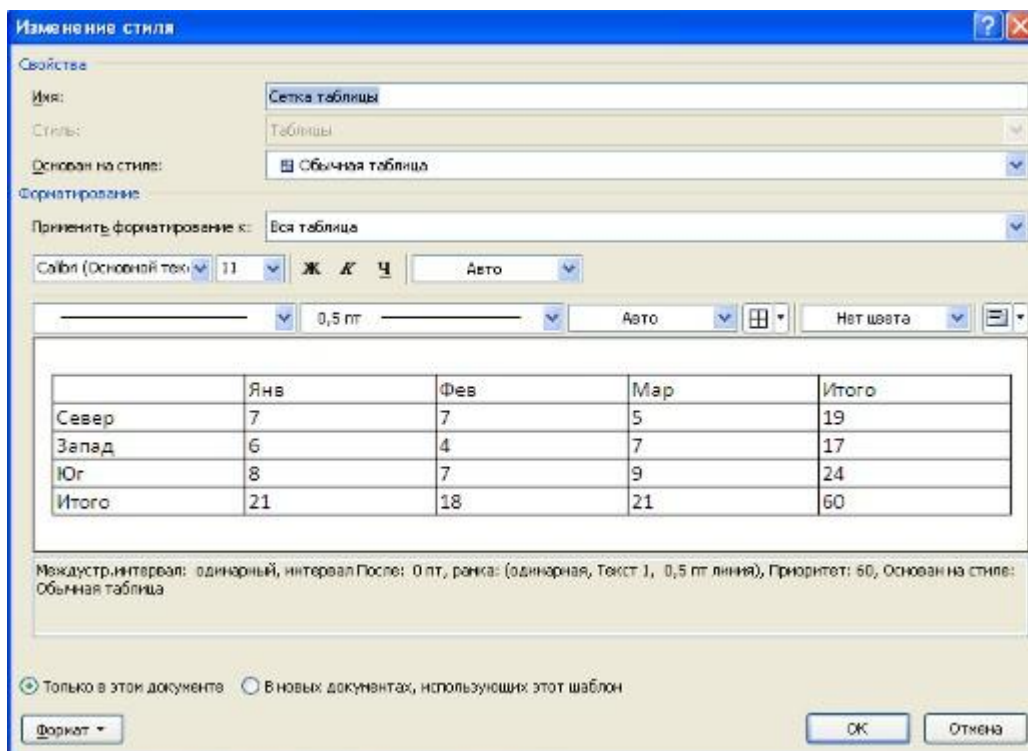 Изменение стиля
Свойства
Имя: Сетка таблицы
Стиль: Таблицы
Основан на стиле: Обычная таблица
Форматирование
Применить форматирование к: Вся таблица
Calibri (Основной тек 11 Ж К Ч Авто
0,5 пт Авто Нет цвета
Янв Фев Мар Итого
Север 7 7 5 19
Запад 6 4 7 17
Юг 8 7 9 24
Итого 21 18 21 60
Междустр.интервал: одинарный, интервал После: 0 пт, рамка: (одинарная, Текст 1, 0,5 пт линия), Приоритет: 60, Основан на стиле:
Обычная таблица
Только в этом документе В новых документах, использующих этот шаблон
Формат ОК Отмена